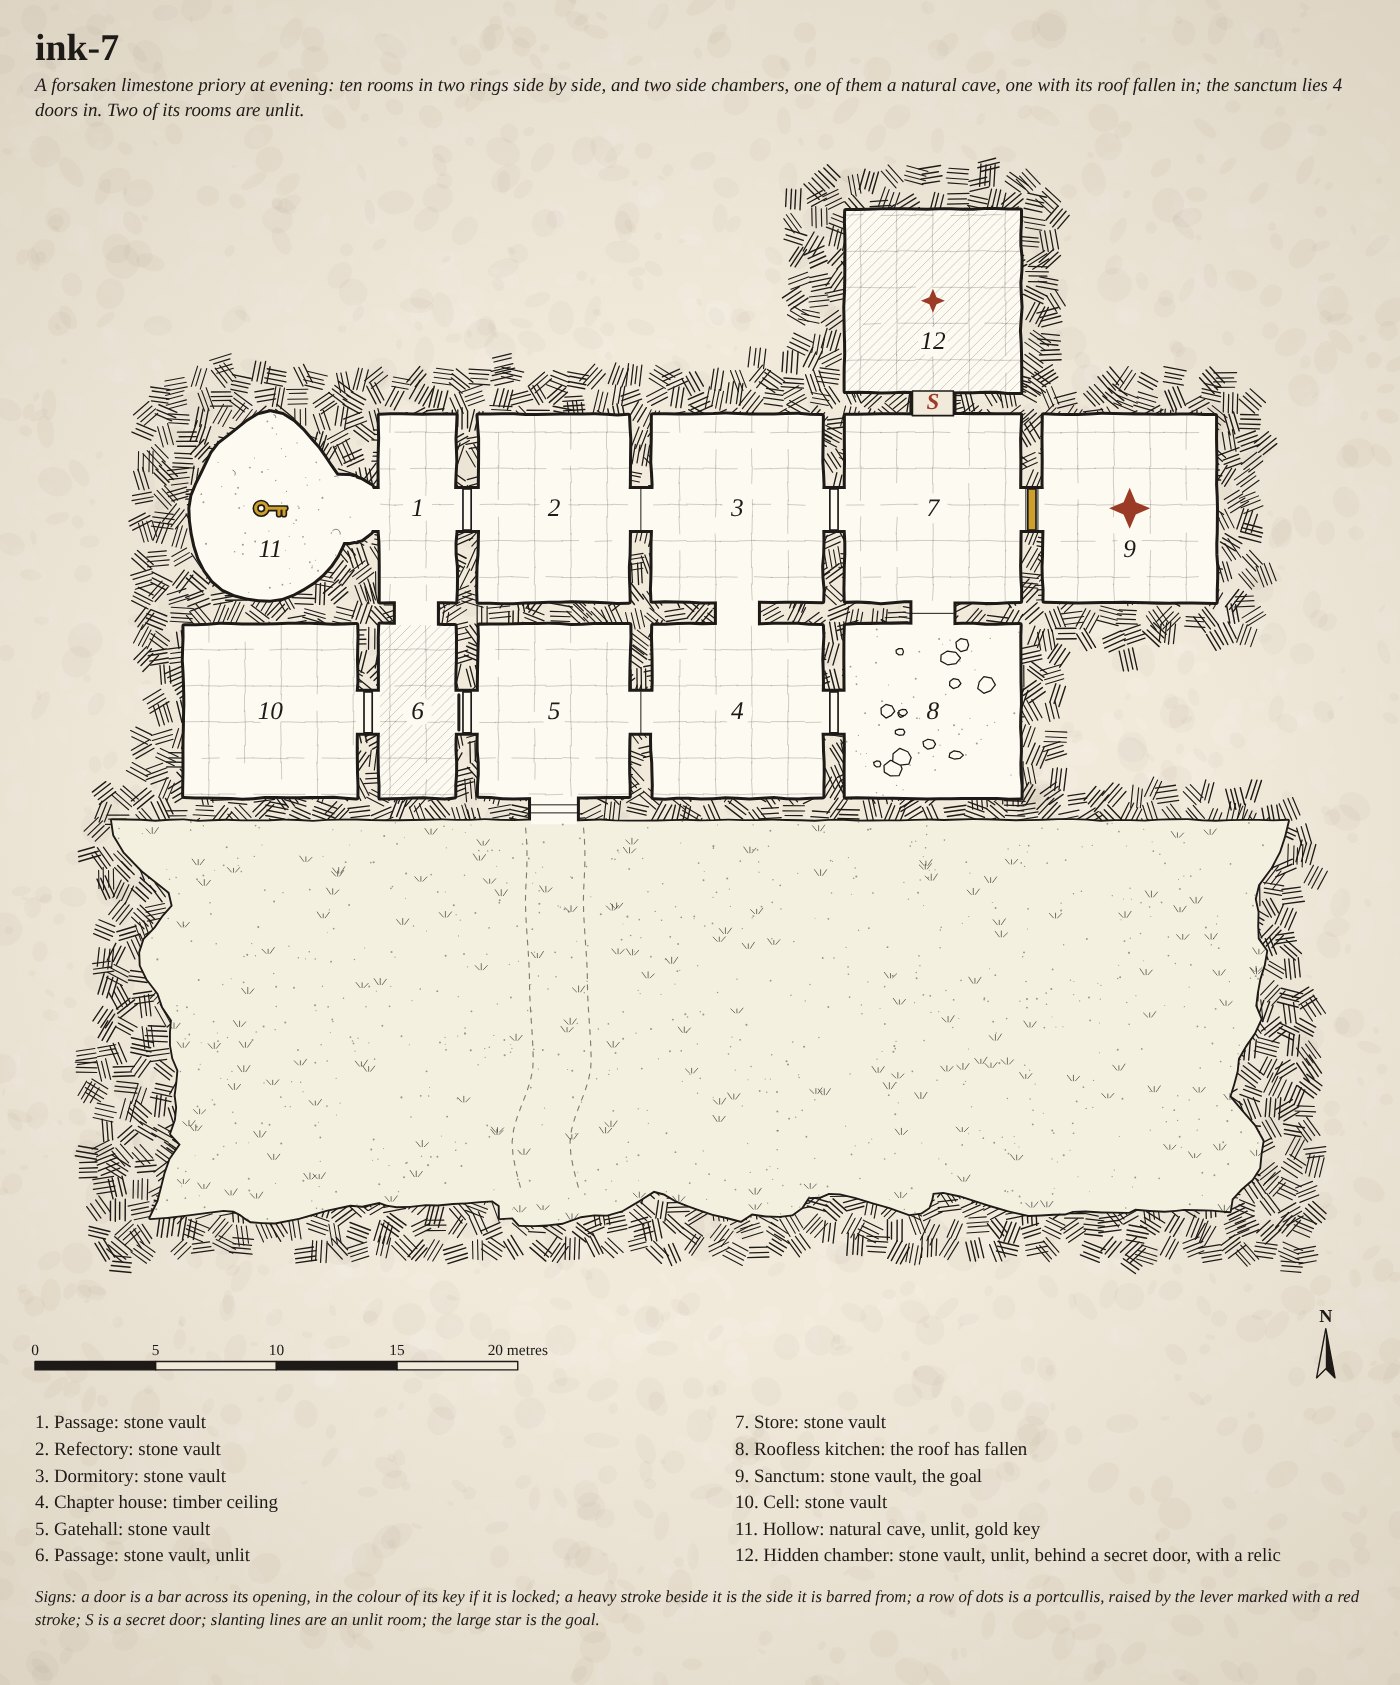 ink-7
A forsaken limestone priory at evening: ten rooms in two rings side by side, and two side chambers, one of them a natural cave, one with its roof fallen in; the sanctum lies 4
doors in. Two of its rooms are unlit.
12
S
1
2
3
7
9
11
10
6
5
4
8
N
0 5 10 15 20 metres
1. Passage: stone vault
2. Refectory: stone vault
3. Dormitory: stone vault
4. Chapter house: timber ceiling
5. Gatehall: stone vault
6. Passage: stone vault, unlit
7. Store: stone vault
8. Roofless kitchen: the roof has fallen
9. Sanctum: stone vault, the goal
10. Cell: stone vault
11. Hollow: natural cave, unlit, gold key
12. Hidden chamber: stone vault, unlit, behind a secret door, with a relic
Signs: a door is a bar across its opening, in the colour of its key if it is locked; a heavy stroke beside it is the side it is barred from; a row of dots is a portcullis, raised by the lever marked with a red
stroke; S is a secret door; slanting lines are an unlit room; the large star is the goal.